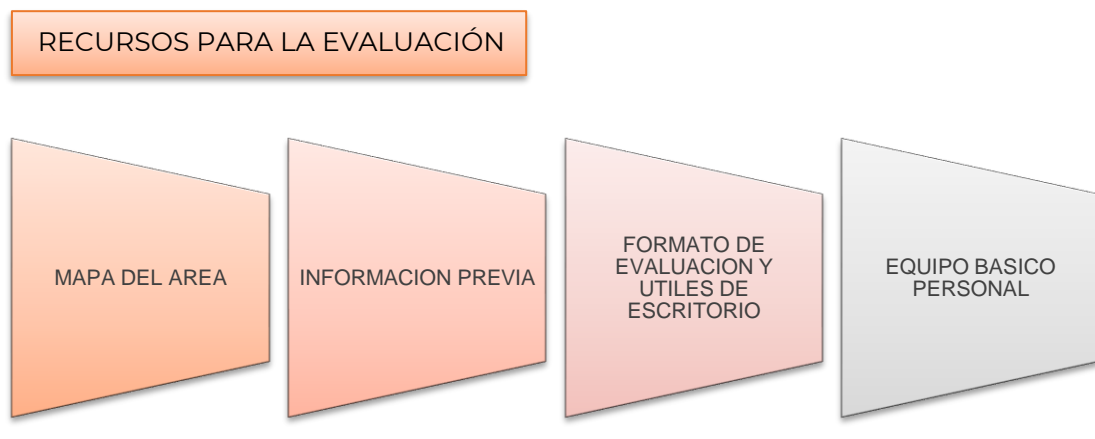 RECURSOS PARA LA EVALUACIÓN
MAPA DEL AREA
INFORMACION PREVIA
FORMATO DE
EVALUACION Y
UTILES DE
ESCRITORIO
EQUIPO BASICO
PERSONAL